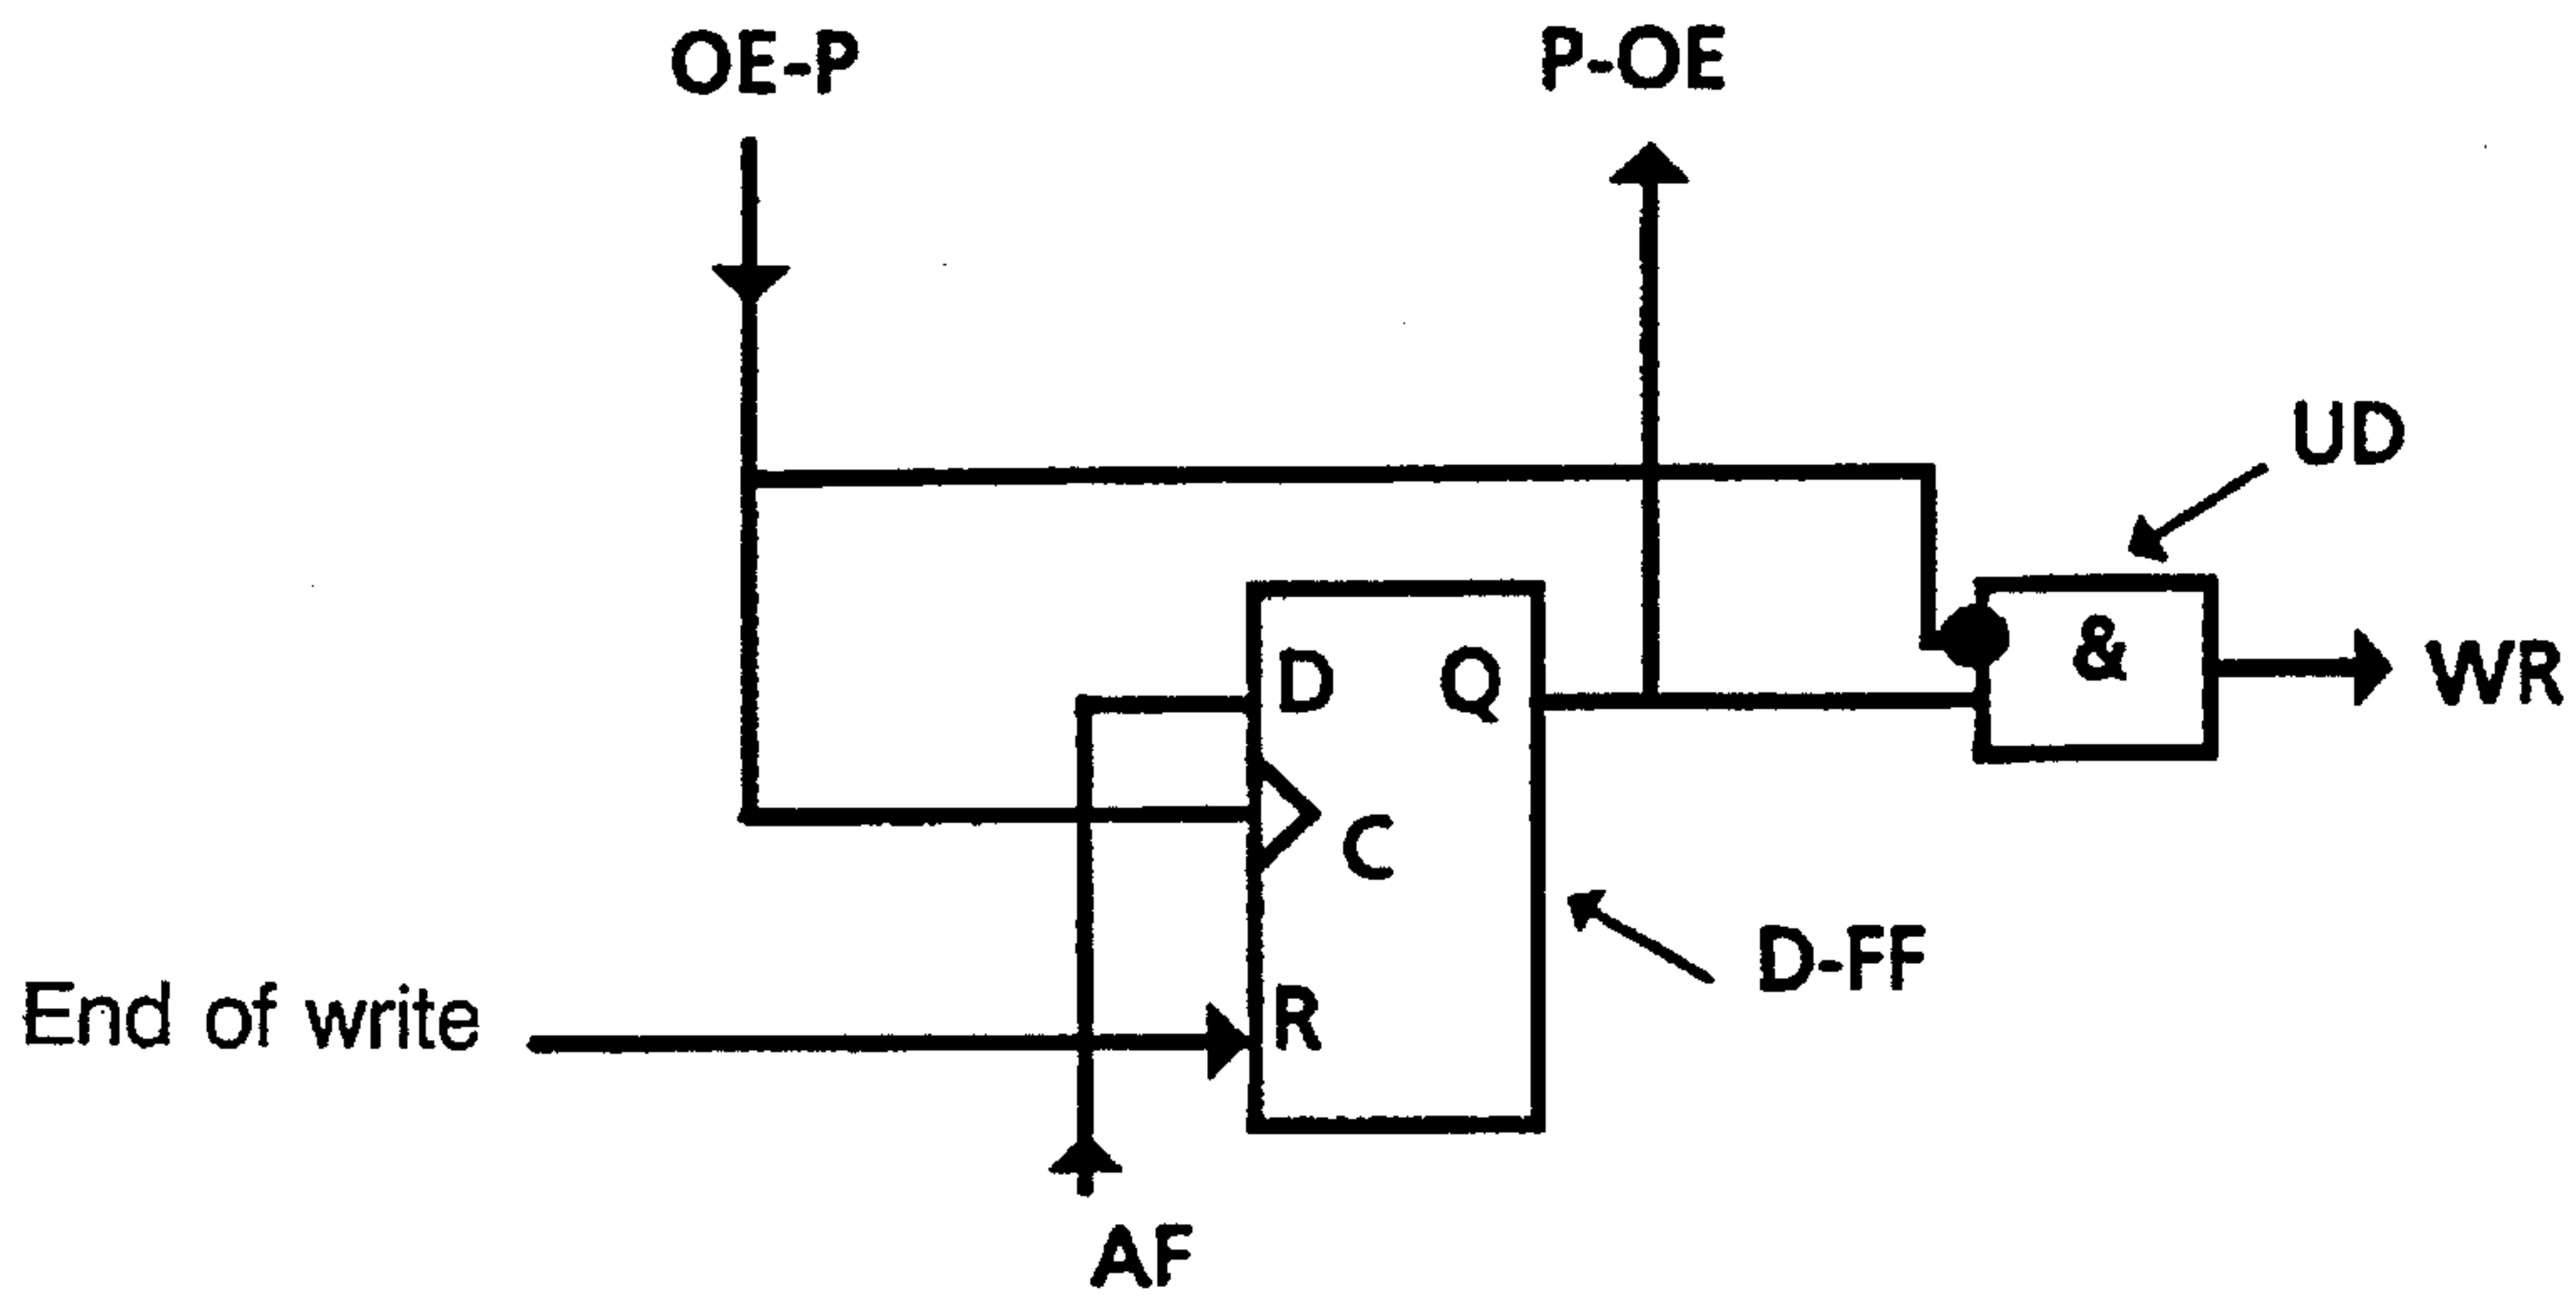 OE-P
P-OE
UD
D
Q
&
WR
C
D-FF
End of write
R
AF